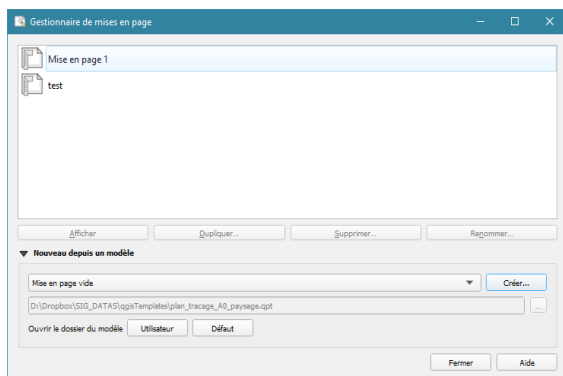 Gestionnaire de mises en page
Mise en page 1
test
Afficher Dupliquer... Supprimer... Renommer...
Nouveau depuis un modèle
Mise en page vide Créer...
D:\Dropbox\SIG_DATAS\qgisTemplates\plan_tracage_A0_paysage.qpt ...
Ouvrir le dossier du modèle Utilisateur Défaut
Fermer Aide